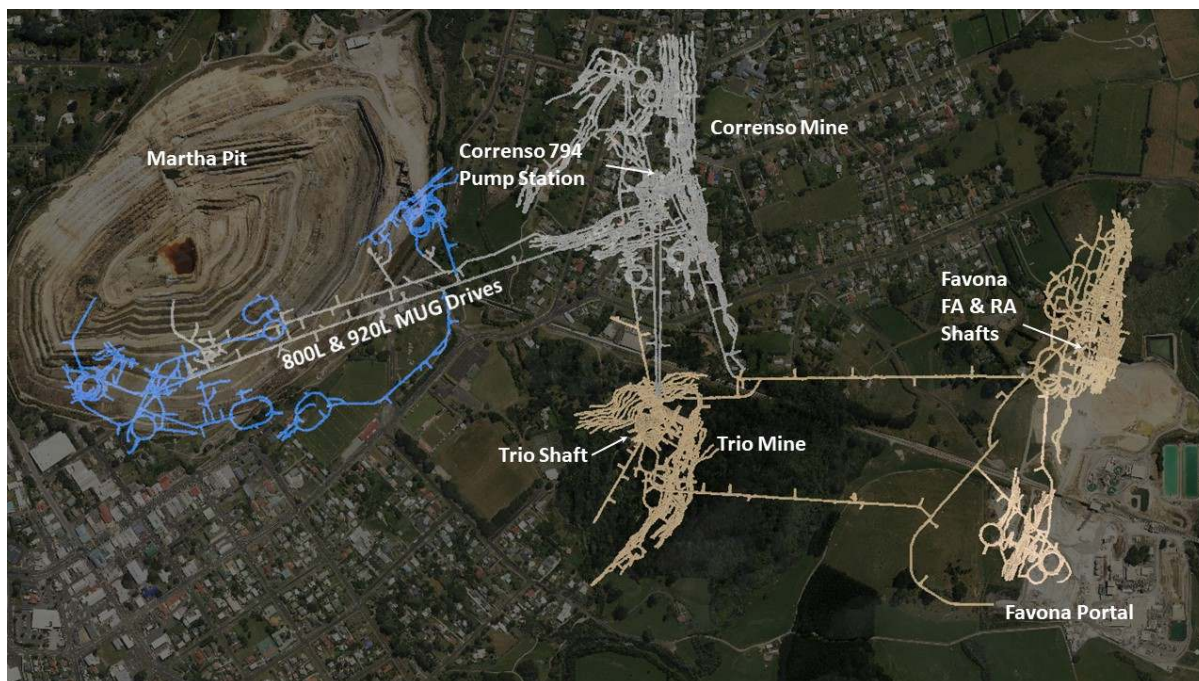 Martha Pit
Correnso Mine
Correnso 794
Pump Station
800L & 920L MUG Drives
Favona
FA & RA
Shafts
Trio Shaft
Trio Mine
Favona Portal